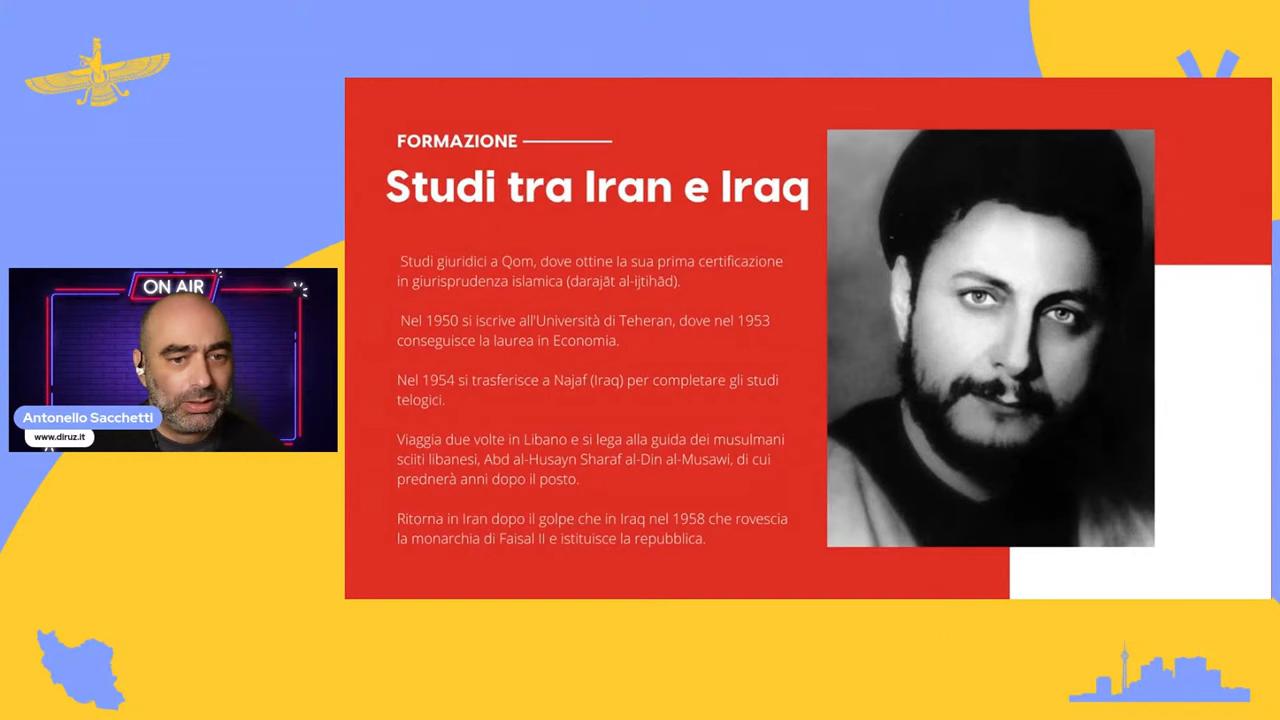 FORMAZIONE
Studi tra Iran e Iraq
Studi giuridici a Qom, dove ottine la sua prima certificazione
in giurisprudenza islamica (darajāt al-ijtihād).
Nel 1950 si iscrive all'Università di Teheran, dove nel 1953
conseguisce la laurea in Economia.
Nel 1954 si trasferisce a Najaf (Iraq) per completare gli studi
telogici.
Viaggia due volte in Libano e si lega alla guida dei musulmani
sciiti libanesi, Abd al-Husayn Sharaf al-Din al-Musawi, di cui
prednerà anni dopo il posto.
Ritorna in Iran dopo il golpe che in Iraq nel 1958 che rovescia
la monarchia di Faisal II e istituisce la repubblica.
ON AIR
Antonello Sacchetti
www.diruz.it